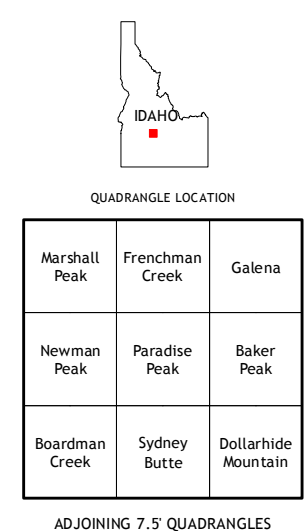 IDAHO
QUADRANGLE LOCATION
Marshall
Peak
Frenchman
Creek
Galena
Newman
Peak
Paradise
Peak
Baker
Peak
Boardman
Creek
Sydney
Butte
Dollarhide
Mountain
ADJOINING 7.5' QUADRANGLES